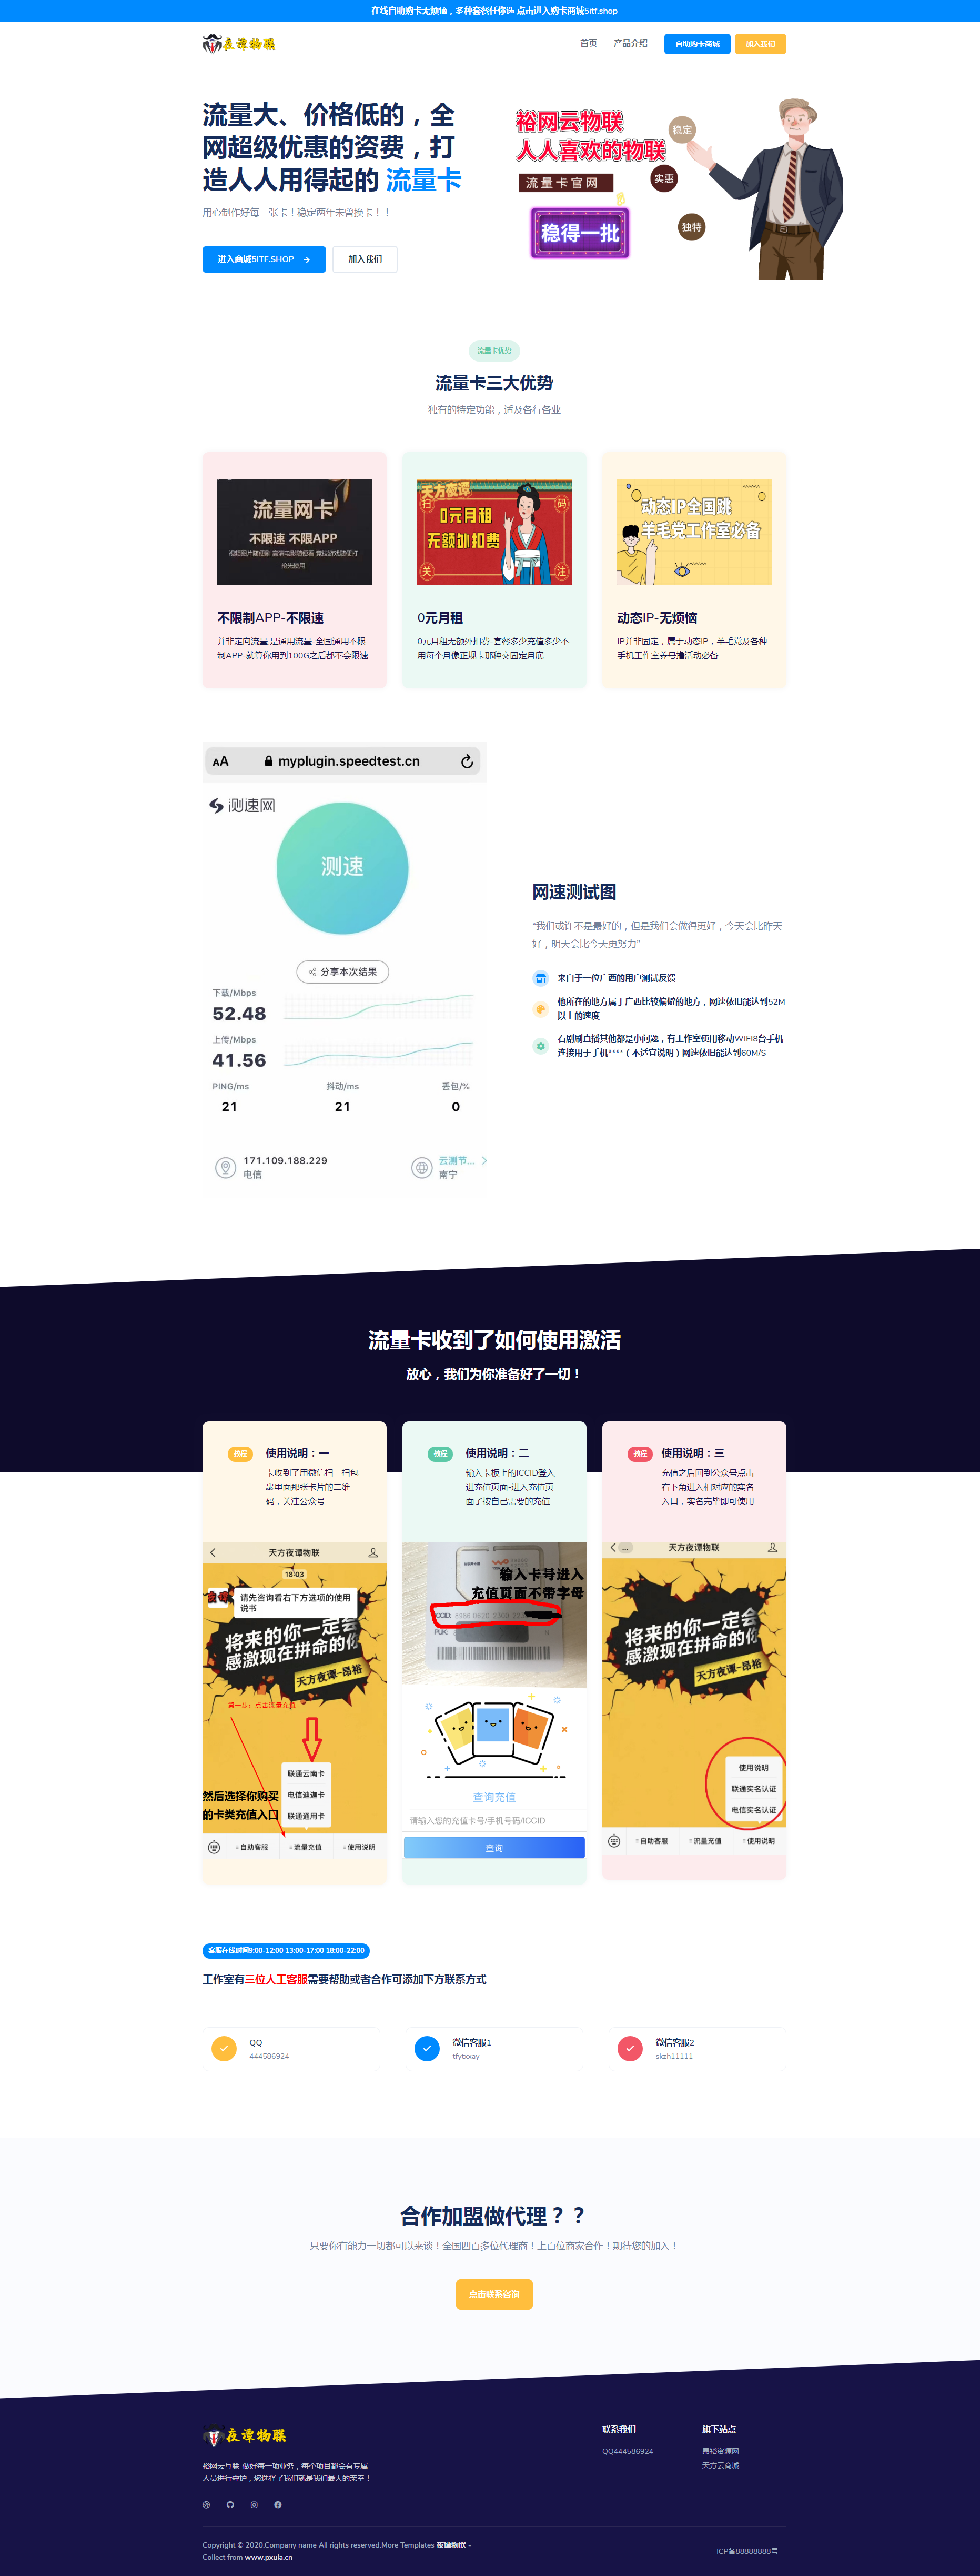 在线自助购卡无烦恼，多种套餐任你选 点击进入购卡商城5itf.shop
夜谭物联
首页
产品介绍
自助购卡商城
加入我们
流量大、价格低的，全
网超级优惠的资费，打
造人人用得起的 流量卡
用心制作好每一张卡！稳定两年未曾换卡！！
进入商城5ITF.SHOP
加入我们
裕网云物联
人人喜欢的物联
流量卡官网
稳得一批
稳定
实惠
独特
流量卡优势
流量卡三大优势
独有的特定功能，适及各行各业
流量网卡
不限速 不限APP
视频图片随便刷 高清电影随便看 竞技游戏随便打
抢先使用
不限制APP-不限速
并非定向流量,是通用流量-全国通用不限
制APP-就算你用到100G之后都不会限速
天方夜谭
扫
码
0元月租
无额外扣费
关
注
0元月租
0元月租无额外扣费-套餐多少充值多少不
用每个月像正规卡那种交固定月底
动态IP全国跳
羊毛党工作室必备
动态IP-无烦恼
IP并非固定，属于动态IP，羊毛党及各种
手机工作室养号撸活动必备
AA
myplugin.speedtest.cn
测速网
测速
分享本次结果
下载/Mbps
52.48
上传/Mbps
41.56
PING/ms
抖动/ms
丢包/%
21
21
0
171.109.188.229
电信
云测节...
南宁
网速测试图
“我们或许不是最好的，但是我们会做得更好，今天会比昨天
好，明天会比今天更努力”
来自于一位广西的用户测试反馈
他所在的地方属于广西比较偏僻的地方，网速依旧能达到52M
以上的速度
看剧刷直播其他都是小问题，有工作室使用移动WIFI8台手机
连接用于手机****（不适宜说明）网速依旧能达到60M/S
流量卡收到了如何使用激活
放心，我们为你准备好了一切！
教程
使用说明：一
卡收到了用微信扫一扫包
裹里面那张卡片的二维
码，关注公众号
天方夜谭物联
18:03
请先咨询看右下方选项的使用
说书
将来的你一定会
感激现在拼命的你
天方夜谭-昂裕
第一步：点击流量充值
然后选择你购买
的卡类充值入口
联通云南卡
电信迪迦卡
联通通用卡
自助客服
流量充值
使用说明
教程
使用说明：二
输入卡板上的ICCID登入
进充值页面-进入充值页
面了按自己需要的充值
输入卡号进入
充值页面不带字母
查询充值
请输入您的充值卡号/手机号码/ICCID
查询
教程
使用说明：三
充值之后回到公众号点击
右下角进入相对应的实名
入口，实名完毕即可使用
天方夜谭物联
将来的你一定会
感激现在拼命的你
天方夜谭-昂裕
使用说明
联通实名认证
电信实名认证
自助客服
流量充值
使用说明
客服在线时间9:00-12:00 13:00-17:00 18:00-22:00
工作室有三位人工客服需要帮助或者合作可添加下方联系方式
QQ
444586924
微信客服1
tfytxxay
微信客服2
skzh11111
合作加盟做代理？？
只要你有能力一切都可以来谈！全国四百多位代理商！上百位商家合作！期待您的加入！
点击联系咨询
夜谭物联
裕网云互联-做好每一项业务，每个项目都会有专属
人员进行守护，您选择了我们就是我们最大的荣幸！
联系我们
QQ444586924
旗下站点
昂裕资源网
天方云商城
Copyright © 2020.Company name All rights reserved.More Templates 夜谭物联 -
Collect from www.pxula.cn
ICP备88888888号